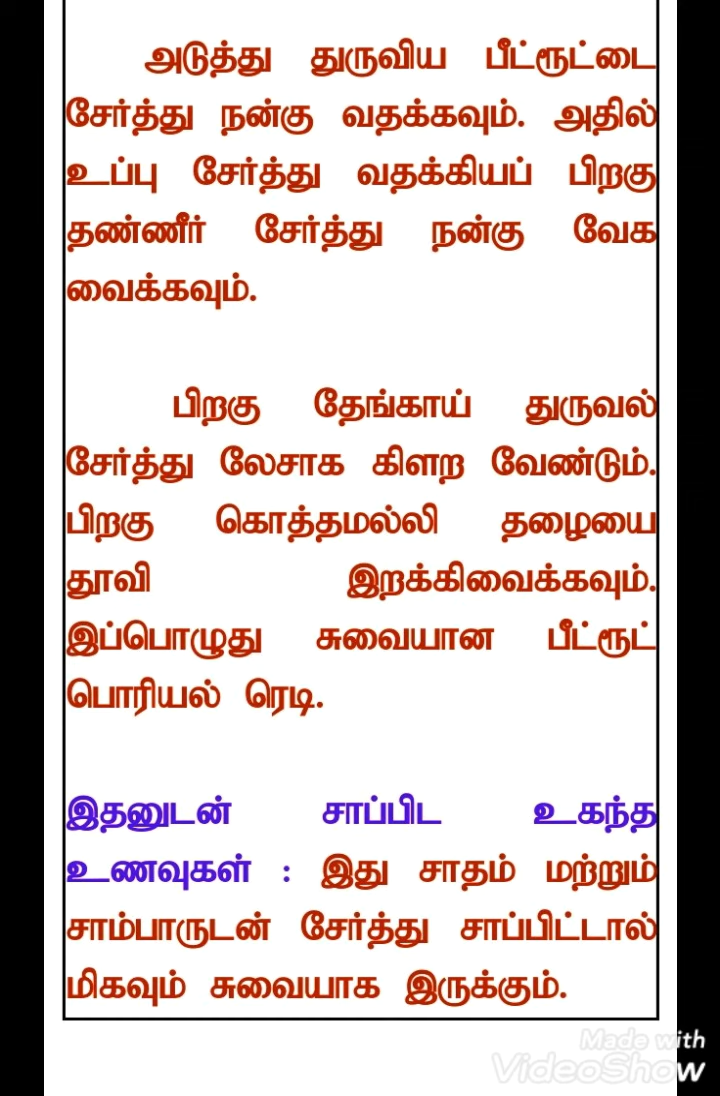 அடுத்து துருவிய பீட்ரூட்டை
சேர்த்து நன்கு வதக்கவும். அதில்
உப்பு சேர்த்து வதக்கியப் பிறகு
தண்ணீர் சேர்த்து நன்கு வேக
வைக்கவும்.
பிறகு தேங்காய் துருவல்
சேர்த்து லேசாக கிளற வேண்டும்.
பிறகு கொத்தமல்லி தழையை
தூவி இறக்கிவைக்கவும்.
இப்பொழுது சுவையான பீட்ரூட்
பொரியல் ரெடி.
இதனுடன் சாப்பிட உகந்த
உணவுகள் : இது சாதம் மற்றும்
சாம்பாருடன் சேர்த்து சாப்பிட்டால்
மிகவும் சுவையாக இருக்கும்.
Made with
VideoShow